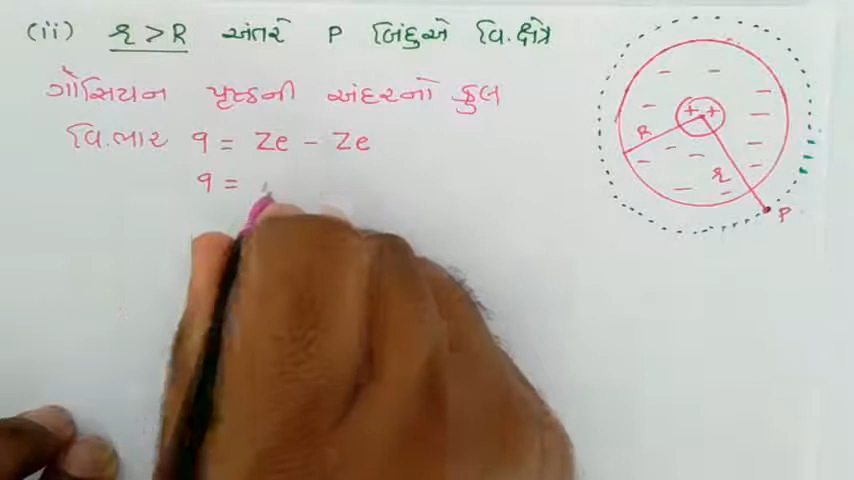 (ii) r > R અંતરે P બિંદુએ વિ.ક્ષેત્ર
ગૌસિયન પૃષ્ઠની અંદરનો કુલ
વિ.ભાર q = Ze - Ze
q =
R
r
P